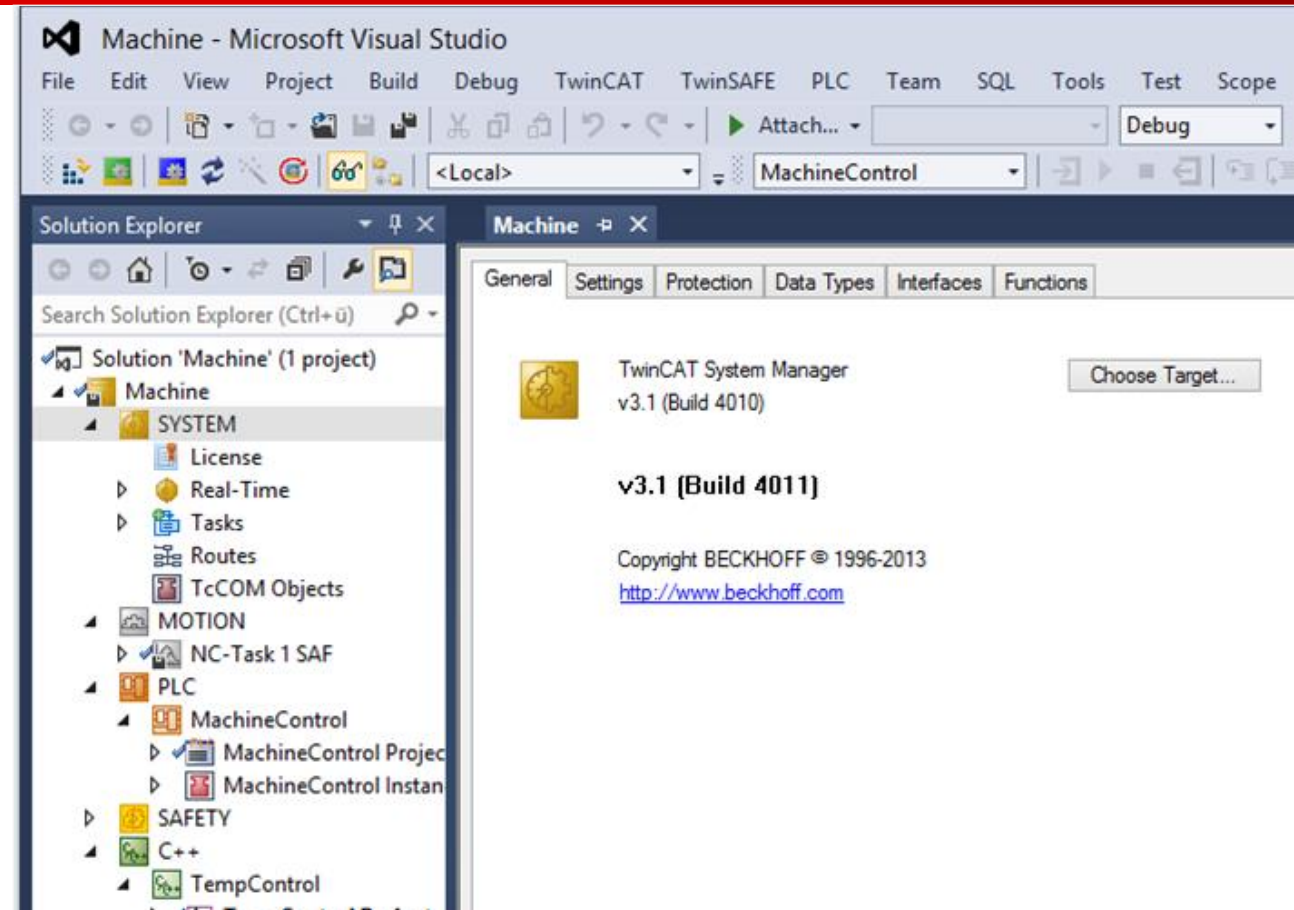 Machine - Microsoft Visual Studio
File Edit View Project Build Debug TwinCAT TwinSAFE PLC Team SQL Tools Test Scope
Attach... Debug
<Local> MachineControl
Solution Explorer
Machine
General Settings Protection Data Types Interfaces Functions
Search Solution Explorer (Ctrl+ü)
Solution 'Machine' (1 project)
Machine
SYSTEM
License
Real-Time
Tasks
Routes
TcCOM Objects
MOTION
NC-Task 1 SAF
PLC
MachineControl
MachineControl Projec
MachineControl Instan
SAFETY
C++
TempControl
TwinCAT System Manager
v3.1 (Build 4010)
Choose Target...
v3.1 (Build 4011)
Copyright BECKHOFF © 1996-2013
http://www.beckhoff.com